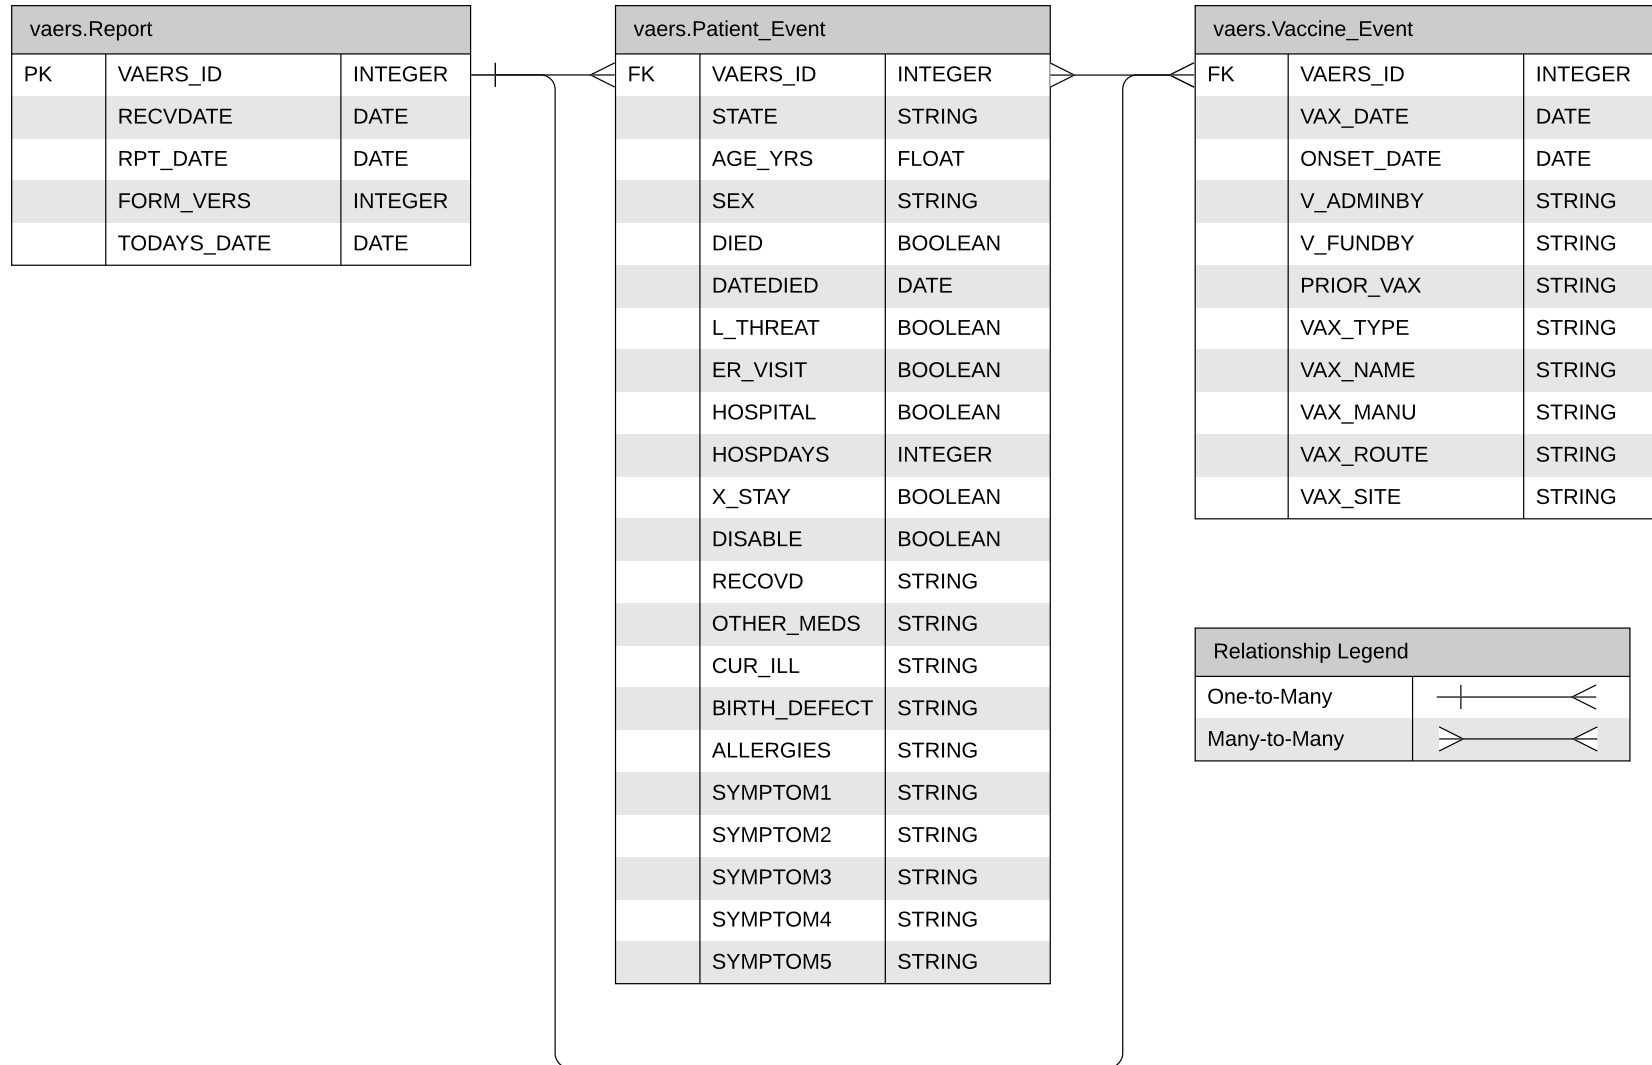 vaers.Report
PK VAERS_ID INTEGER
RECVDATE DATE
RPT_DATE DATE
FORM_VERS INTEGER
TODAYS_DATE DATE
vaers.Patient_Event
FK VAERS_ID INTEGER
STATE STRING
AGE_YRS FLOAT
SEX STRING
DIED BOOLEAN
DATEDIED DATE
L_THREAT BOOLEAN
ER_VISIT BOOLEAN
HOSPITAL BOOLEAN
HOSPDAYS INTEGER
X_STAY BOOLEAN
DISABLE BOOLEAN
RECOVD STRING
OTHER_MEDS STRING
CUR_ILL STRING
BIRTH_DEFECT STRING
ALLERGIES STRING
SYMPTOM1 STRING
SYMPTOM2 STRING
SYMPTOM3 STRING
SYMPTOM4 STRING
SYMPTOM5 STRING
vaers.Vaccine_Event
FK VAERS_ID INTEGER
VAX_DATE DATE
ONSET_DATE DATE
V_ADMINBY STRING
V_FUNDBY STRING
PRIOR_VAX STRING
VAX_TYPE STRING
VAX_NAME STRING
VAX_MANU STRING
VAX_ROUTE STRING
VAX_SITE STRING
Relationship Legend
One-to-Many
Many-to-Many